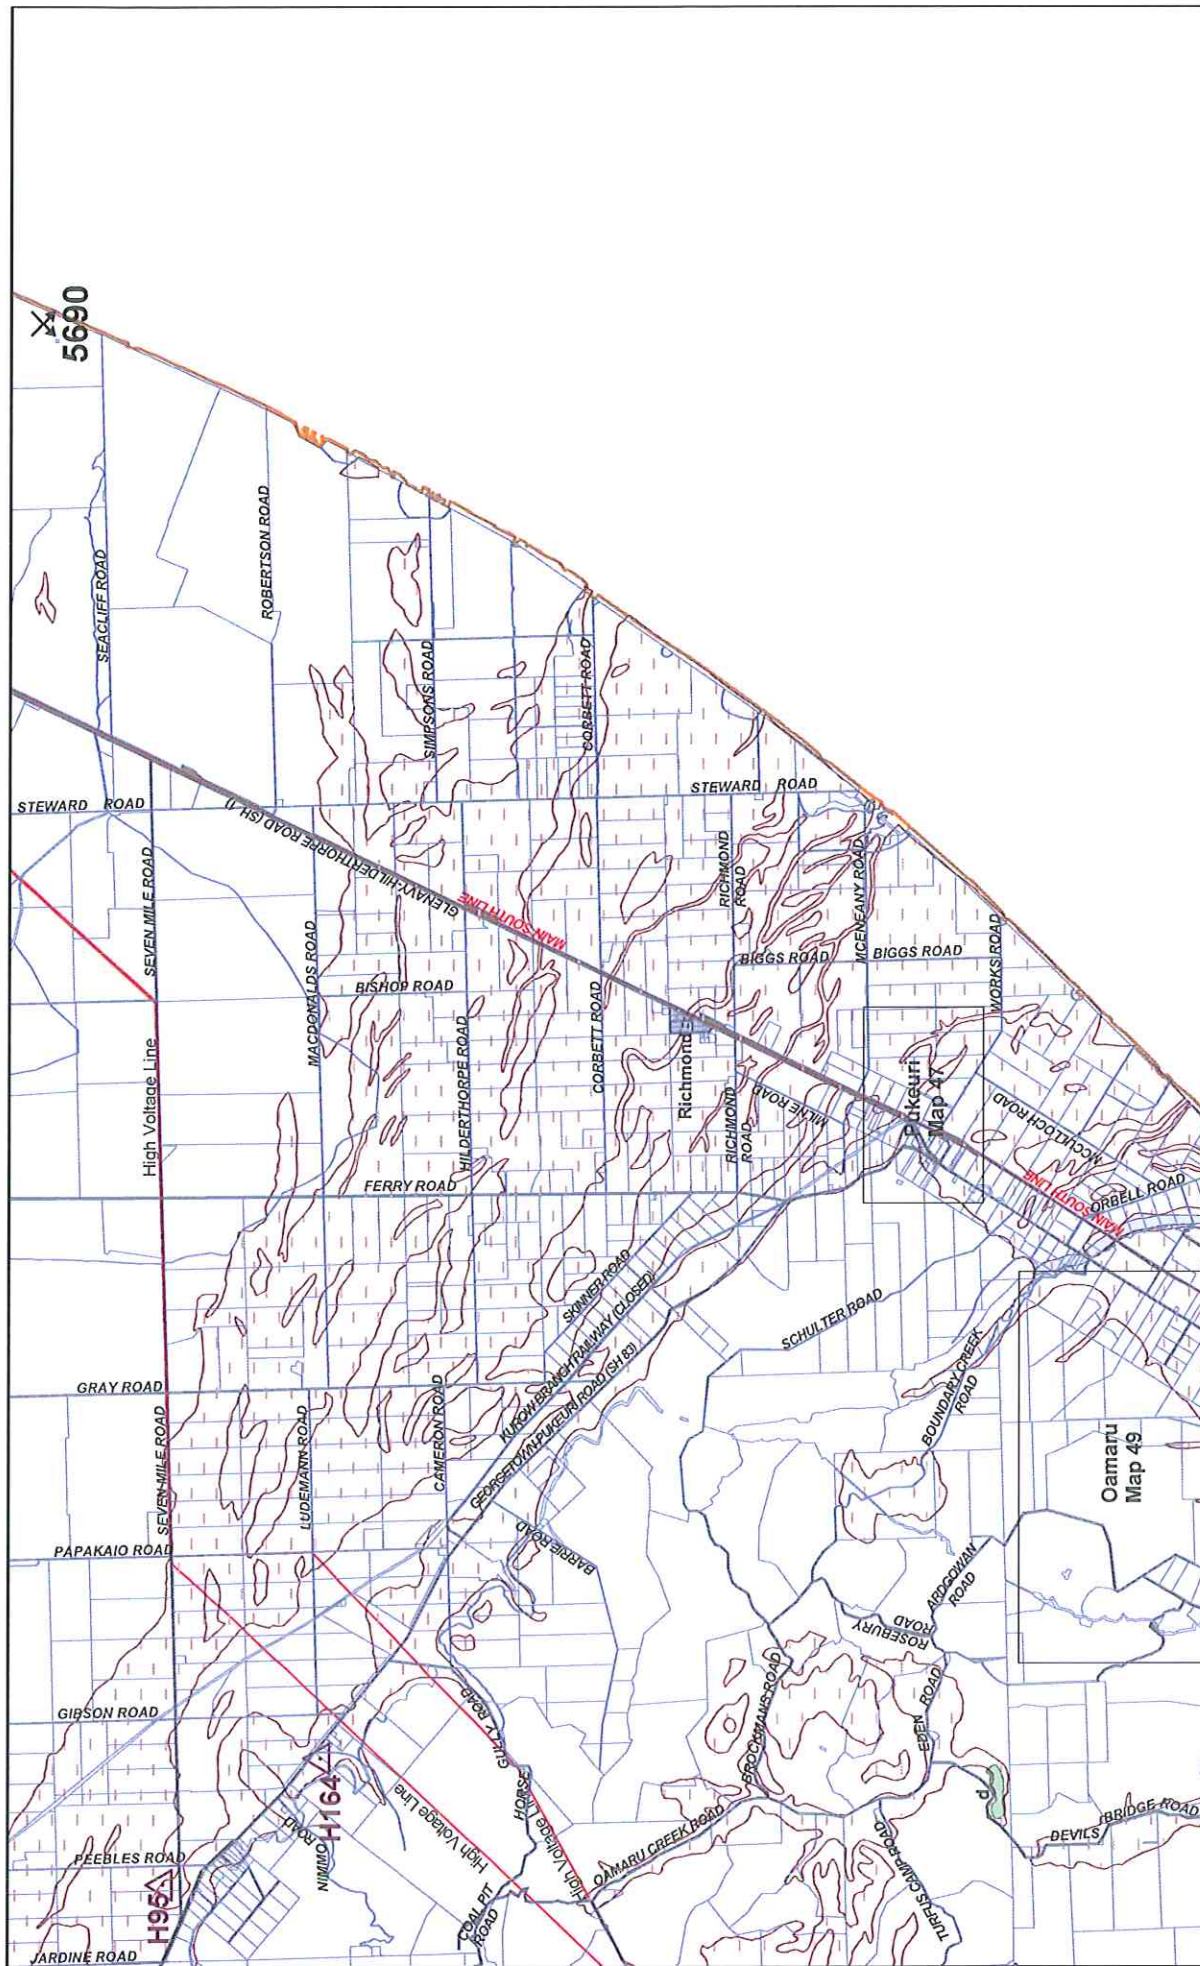 5690
SEACLIFF ROAD
ROBERTSON ROAD
SIMPSONS ROAD
CORBETT ROAD
STEWARD ROAD
STEWARD ROAD
GLENAVY-HILDERTHORPE ROAD (SH 1)
SEVEN MILE ROAD
MACDONALDS ROAD
MAIN SOUTH LINE
RICHMOND
ROAD
MCENEANY ROAD
BISHOP ROAD
BIGGS ROAD
BIGGS ROAD
WORKS ROAD
High Voltage Line
HILDERTHORPE ROAD
CORBETT ROAD
Richmond
RICHMOND
ROAD
MILNE ROAD
Pukeuri
Map 47
MCCULLOCH ROAD
FERRY ROAD
MAIN SOUTH LINE
ORBELL ROAD
SKINNER ROAD
KUROW BRANCH RAILWAY (CLOSED)
GEORGETOWN-PUKEURI ROAD (SH 83)
SCHULTER ROAD
BOUNDARY CREEK
ROAD
GRAY ROAD
SEVEN MILE ROAD
LUDEMANN ROAD
CAMERON ROAD
Oamaru
Map 49
PAPAKAIO ROAD
BARRIE ROAD
ARDGOWAN
ROAD
ROSEBURY
ROAD
GIBSON ROAD
H164
High Voltage Line
HORSE GULLY ROAD
High Voltage Line
BROCKMANS ROAD
EDEN ROAD
OAMARU CREEK ROAD
d
PEEBLES ROAD
NIMMO ROAD
H95
COAL PIT
ROAD
TURFUS CAMP ROAD
DEVILS BRIDGE ROAD
JARDINE ROAD